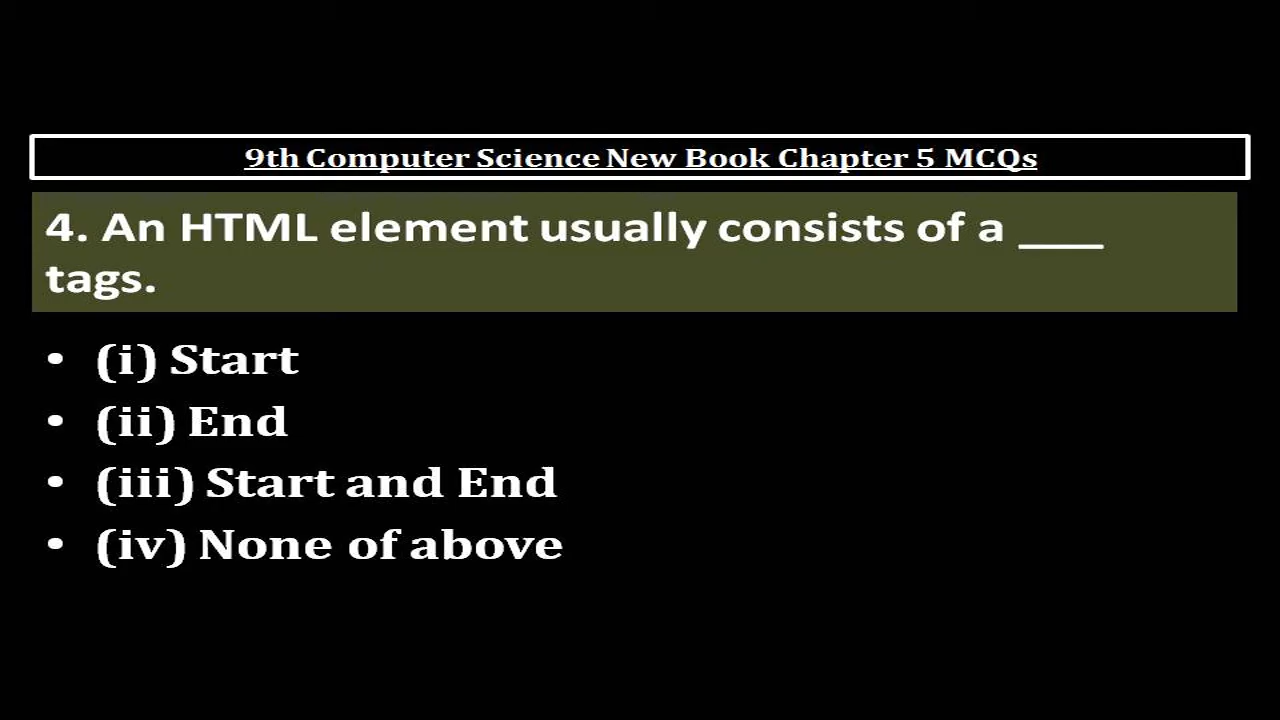 9th Computer Science New Book Chapter 5 MCQs
4. An HTML element usually consists of a ____
tags.
• (i) Start
• (ii) End
• (iii) Start and End
• (iv) None of above